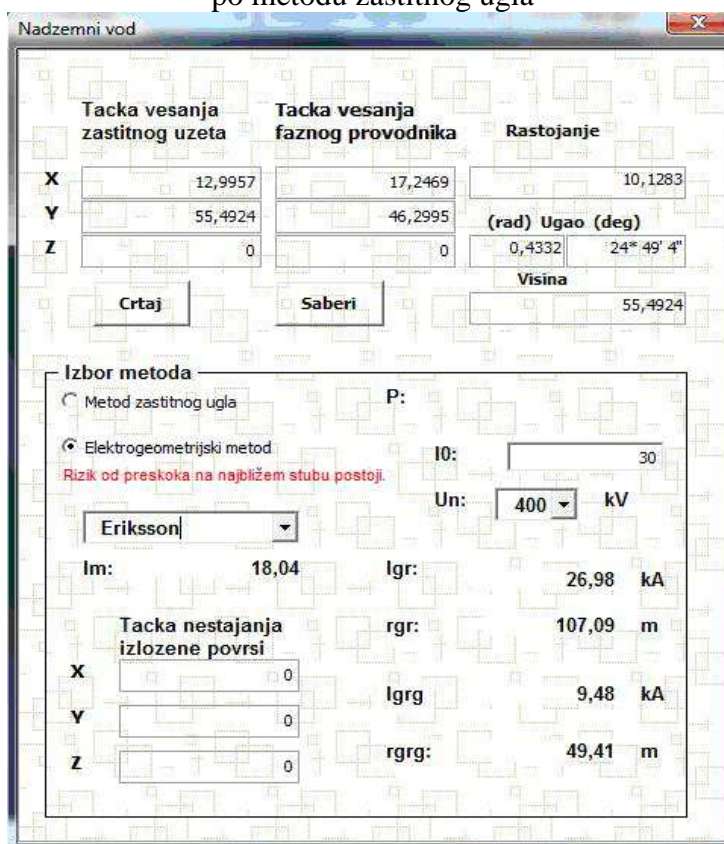 po metodu zastitnog ugla
Nadzemni vod
Tacka vesanja zastitnog uzeta
Tacka vesanja faznog provodnika
Rastojanje
X 12,9957 17,2469 10,1283
Y 55,4924 46,2995 (rad) Ugao (deg)
Z 0 0 0,4332 24* 49' 4"
Visina
Crtaj Saberi 55,4924
Izbor metoda
Metod zastitnog ugla P:
Elektrogeometrijski metod I0: 30
Rizik od preskoka na najbližem stubu postoji.
Un: 400 kV
Eriksson
Im: 18,04 Igr: 26,98 kA
Tacka nestajanja izlozene povrsi
rgr: 107,09 m
X 0
Igrg 9,48 kA
Y 0
rgrg: 49,41 m
Z 0